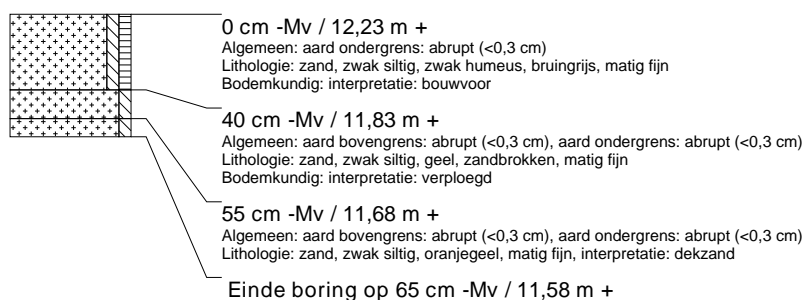 0 cm -Mv / 12,23 m +
Algemeen: aard ondergrens: abrupt (<0,3 cm)
Lithologie: zand, zwak siltig, zwak humeus, bruingrijs, matig fijn
Bodemkundig: interpretatie: bouwvoor
40 cm -Mv / 11,83 m +
Algemeen: aard bovengrens: abrupt (<0,3 cm), aard ondergrens: abrupt (<0,3 cm)
Lithologie: zand, zwak siltig, geel, zandbrokken, matig fijn
Bodemkundig: interpretatie: verploegd
55 cm -Mv / 11,68 m +
Algemeen: aard bovengrens: abrupt (<0,3 cm), aard ondergrens: abrupt (<0,3 cm)
Lithologie: zand, zwak siltig, oranjegeel, matig fijn, interpretatie: dekzand
Einde boring op 65 cm -Mv / 11,58 m +